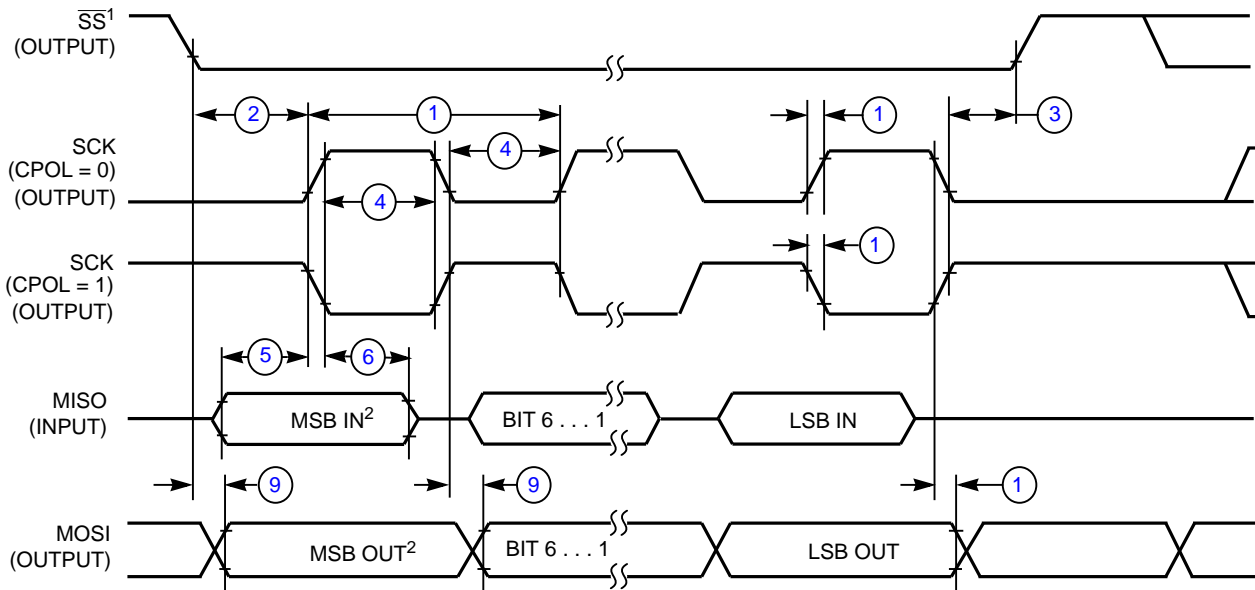 SS¹
(OUTPUT)
2
1
1
3
SCK
(CPOL = 0)
(OUTPUT)
4
4
SCK
(CPOL = 1)
(OUTPUT)
1
5
6
MISO
(INPUT)
MSB IN²
BIT 6 . . . 1
LSB IN
9
9
1
MOSI
(OUTPUT)
MSB OUT²
BIT 6 . . . 1
LSB OUT